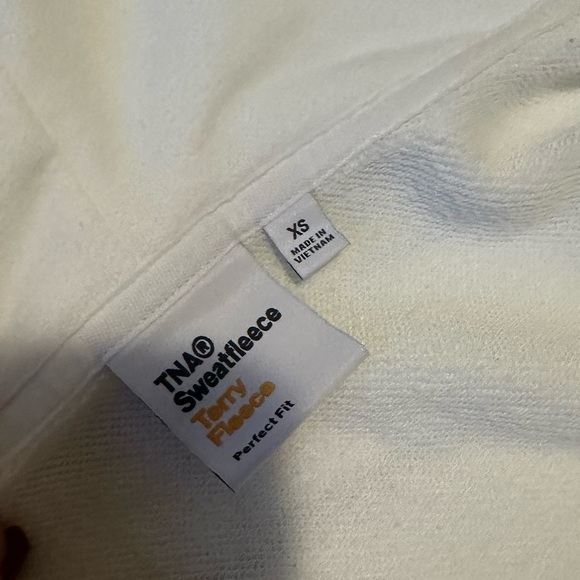 XS
MADE IN
VIETNAM
TNA®
Sweatfleece
Terry
Fleece
Perfect Fit